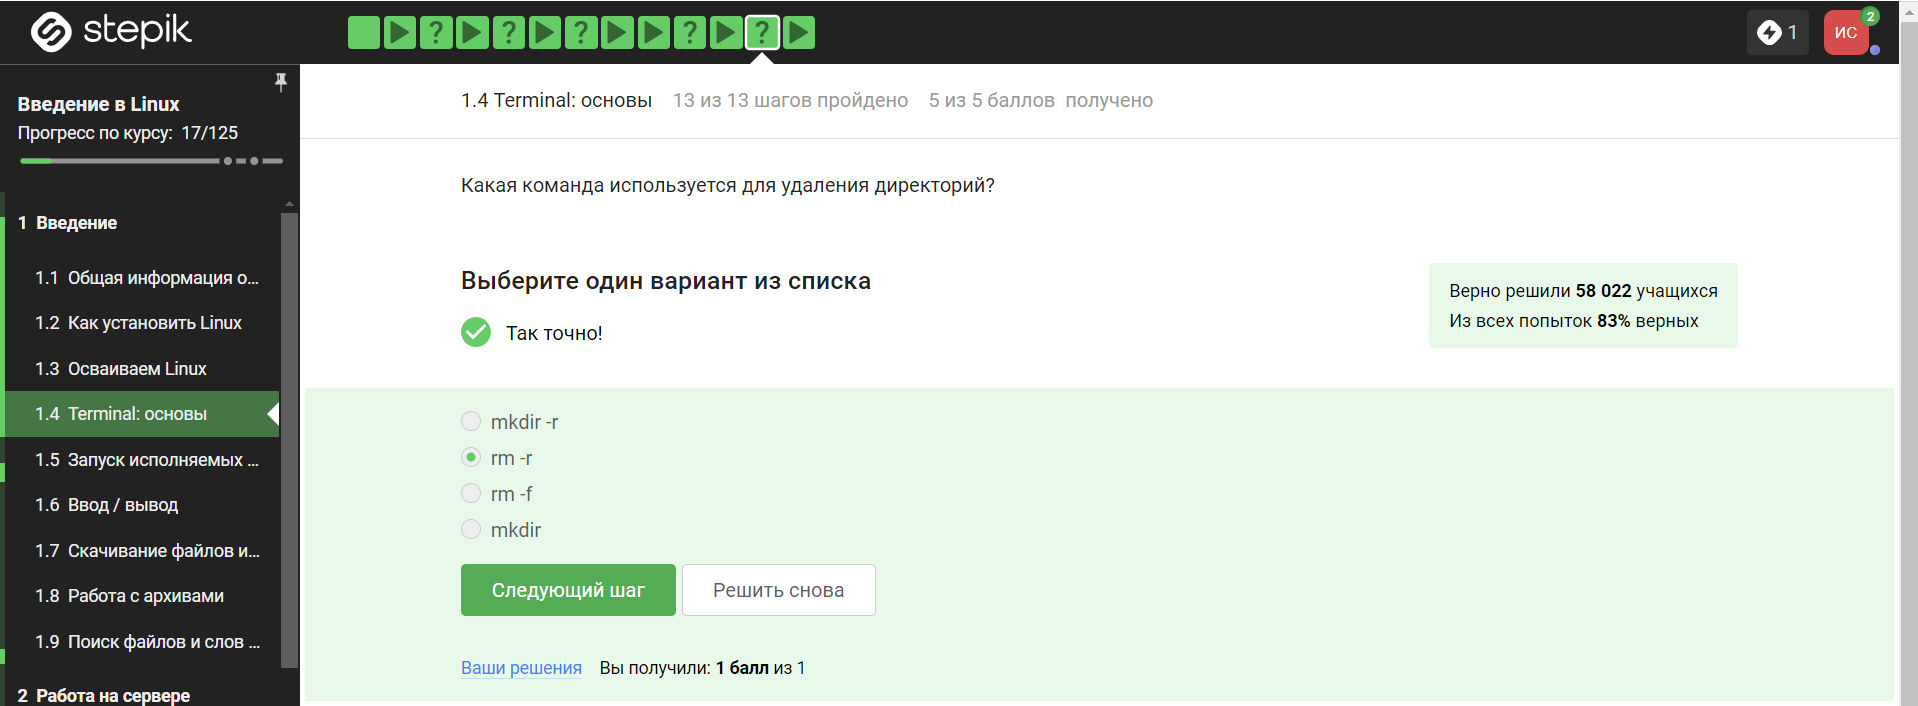 stepik
? ? ? ? ?
1
ИС
2
Введение в Linux
Прогресс по курсу: 17/125
1 Введение
1.1 Общая информация о...
1.2 Как установить Linux
1.3 Осваиваем Linux
1.4 Terminal: основы
1.5 Запуск исполняемых ...
1.6 Ввод / вывод
1.7 Скачивание файлов и...
1.8 Работа с архивами
1.9 Поиск файлов и слов ...
2 Работа на сервере
1.4 Terminal: основы 13 из 13 шагов пройдено 5 из 5 баллов получено
Какая команда используется для удаления директорий?
Выберите один вариант из списка
Так точно!
Верно решили 58 022 учащихся
Из всех попыток 83% верных
mkdir -r
rm -r
rm -f
mkdir
Следующий шаг Решить снова
Ваши решения Вы получили: 1 балл из 1